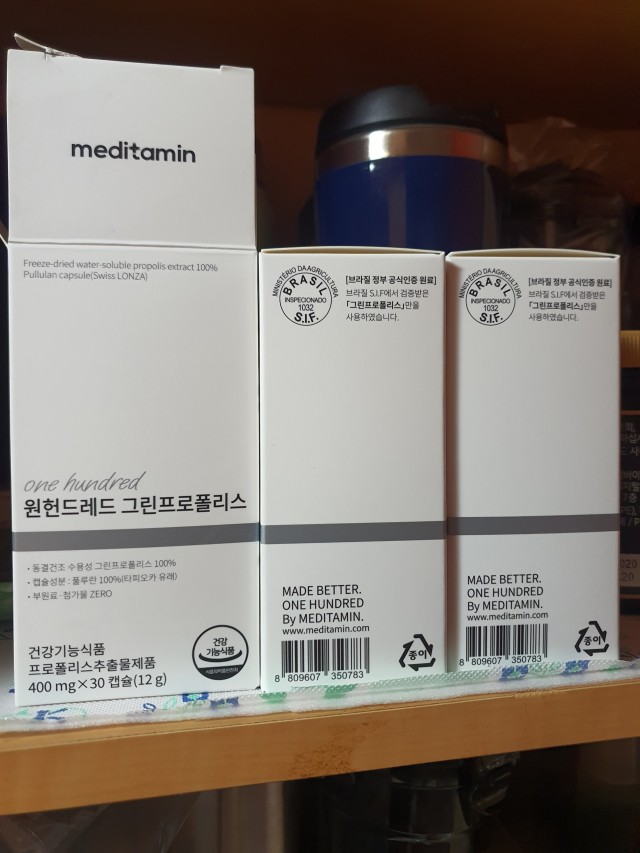 meditamin
Freeze-dried water-soluble propolis extract 100%
Pullulan capsule(Swiss LONZA)
one hundred
원헌드레드 그린프로폴리스
• 동결건조 수용성 그린프로폴리스 100%
• 캡슐성분 : 풀루란 100%(타피오카 유래)
• 부원료 · 첨가물 ZERO
건강기능식품
프로폴리스추출물제품
400 mg×30 캡슐(12 g)
건강
기능식품
식품의약품안전처
MINISTÉRIO DA AGRICULTURA
BRASIL
INSPECIONADO
1032
S.I.F.
[브라질 정부 공식인증 원료]
브라질 S.I.F에서 검증받은
「그린프로폴리스」만을
사용하였습니다.
MADE BETTER.
ONE HUNDRED
By MEDITAMIN.
www.meditamin.com
8 809607 350783
종이
MINISTÉRIO DA AGRICULTURA
BRASIL
INSPECIONADO
1032
S.I.F.
[브라질 정부 공식인증 원료]
브라질 S.I.F에서 검증받은
「그린프로폴리스」만을
사용하였습니다.
MADE BETTER.
ONE HUNDRED
By MEDITAMIN.
www.meditamin.com
8 809607 350783
종이